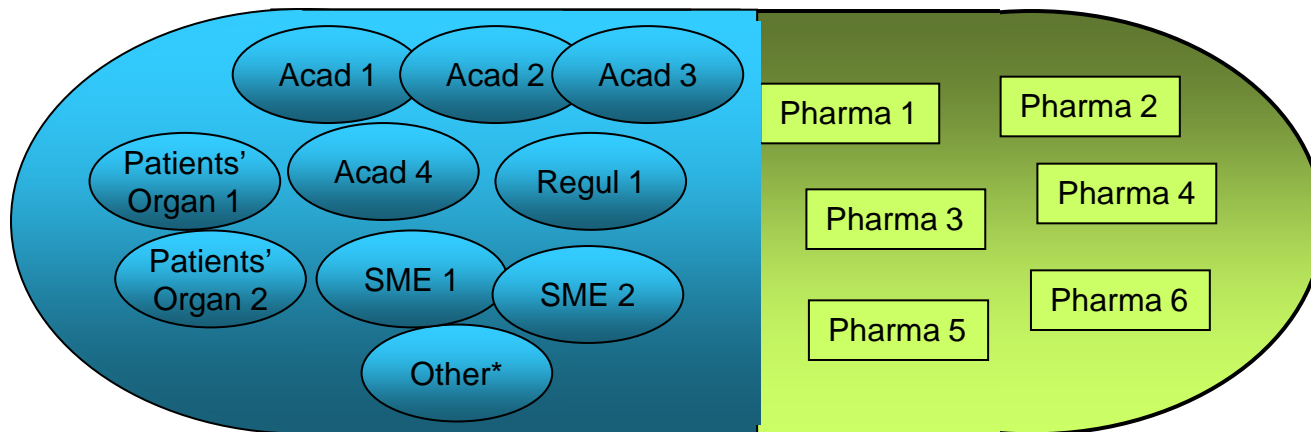 Acad 1
Acad 2
Acad 3
Pharma 1
Pharma 2
Patients’
Organ 1
Acad 4
Regul 1
Pharma 3
Pharma 4
Patients’
Organ 2
SME 1
SME 2
Pharma 5
Pharma 6
Other*